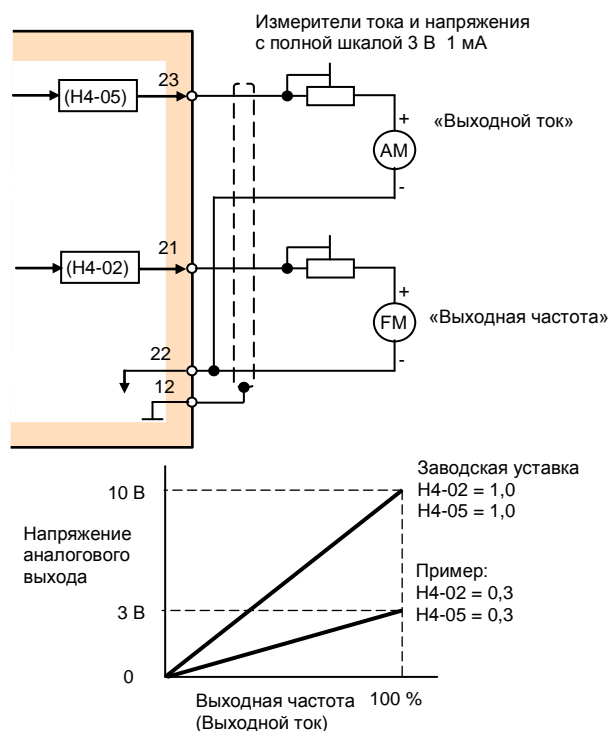 Измерители тока и напряжения
с полной шкалой 3 В 1 мА
23
(H4-05)
+
«Выходной ток»
AM
-
21
(H4-02)
+
«Выходная частота»
FM
22
-
12
Заводская уставка
10 В
H4-02 = 1,0
H4-05 = 1,0
Напряжение
аналогового
выхода
Пример:
H4-02 = 0,3
3 В
H4-05 = 0,3
0
Выходная частота
100 %
(Выходной ток)